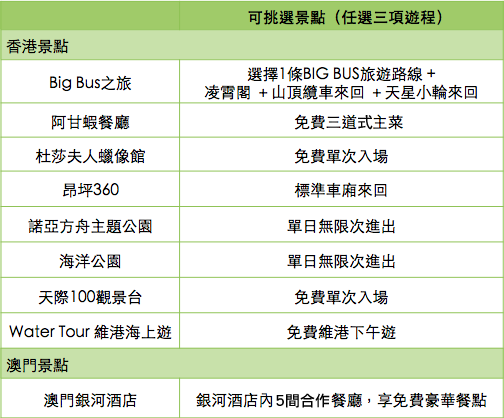 可挑選景點（任選三項遊程）
香港景點
Big Bus之旅
選擇1條BIG BUS旅遊路線＋
凌霄閣 ＋山頂纜車來回 ＋天星小輪來回
阿甘蝦餐廳
免費三道式主菜
杜莎夫人蠟像館
免費單次入場
昂坪360
標準車廂來回
諾亞方舟主題公園
單日無限次進出
海洋公園
單日無限次進出
天際100觀景台
免費單次入場
Water Tour 維港海上遊
免費維港下午遊
澳門景點
澳門銀河酒店
銀河酒店內5間合作餐廳，享免費豪華餐點